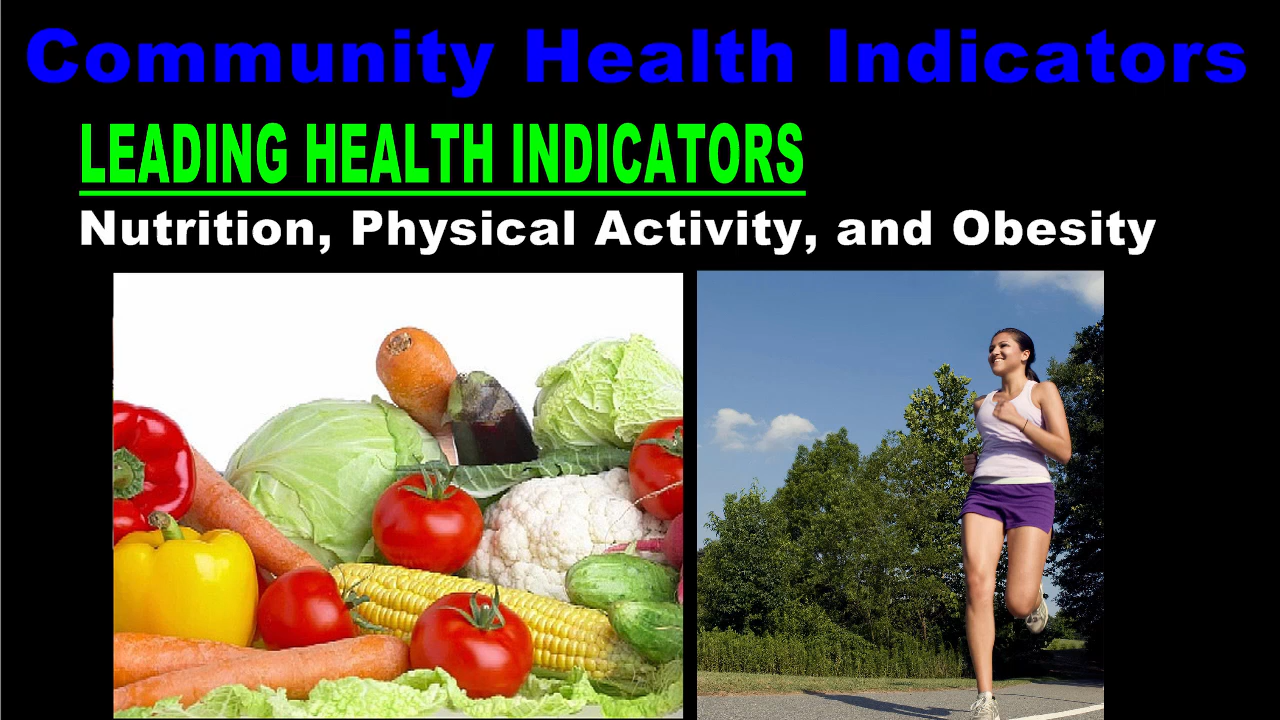 Community Health Indicators
LEADING HEALTH INDICATORS
Nutrition, Physical Activity, and Obesity